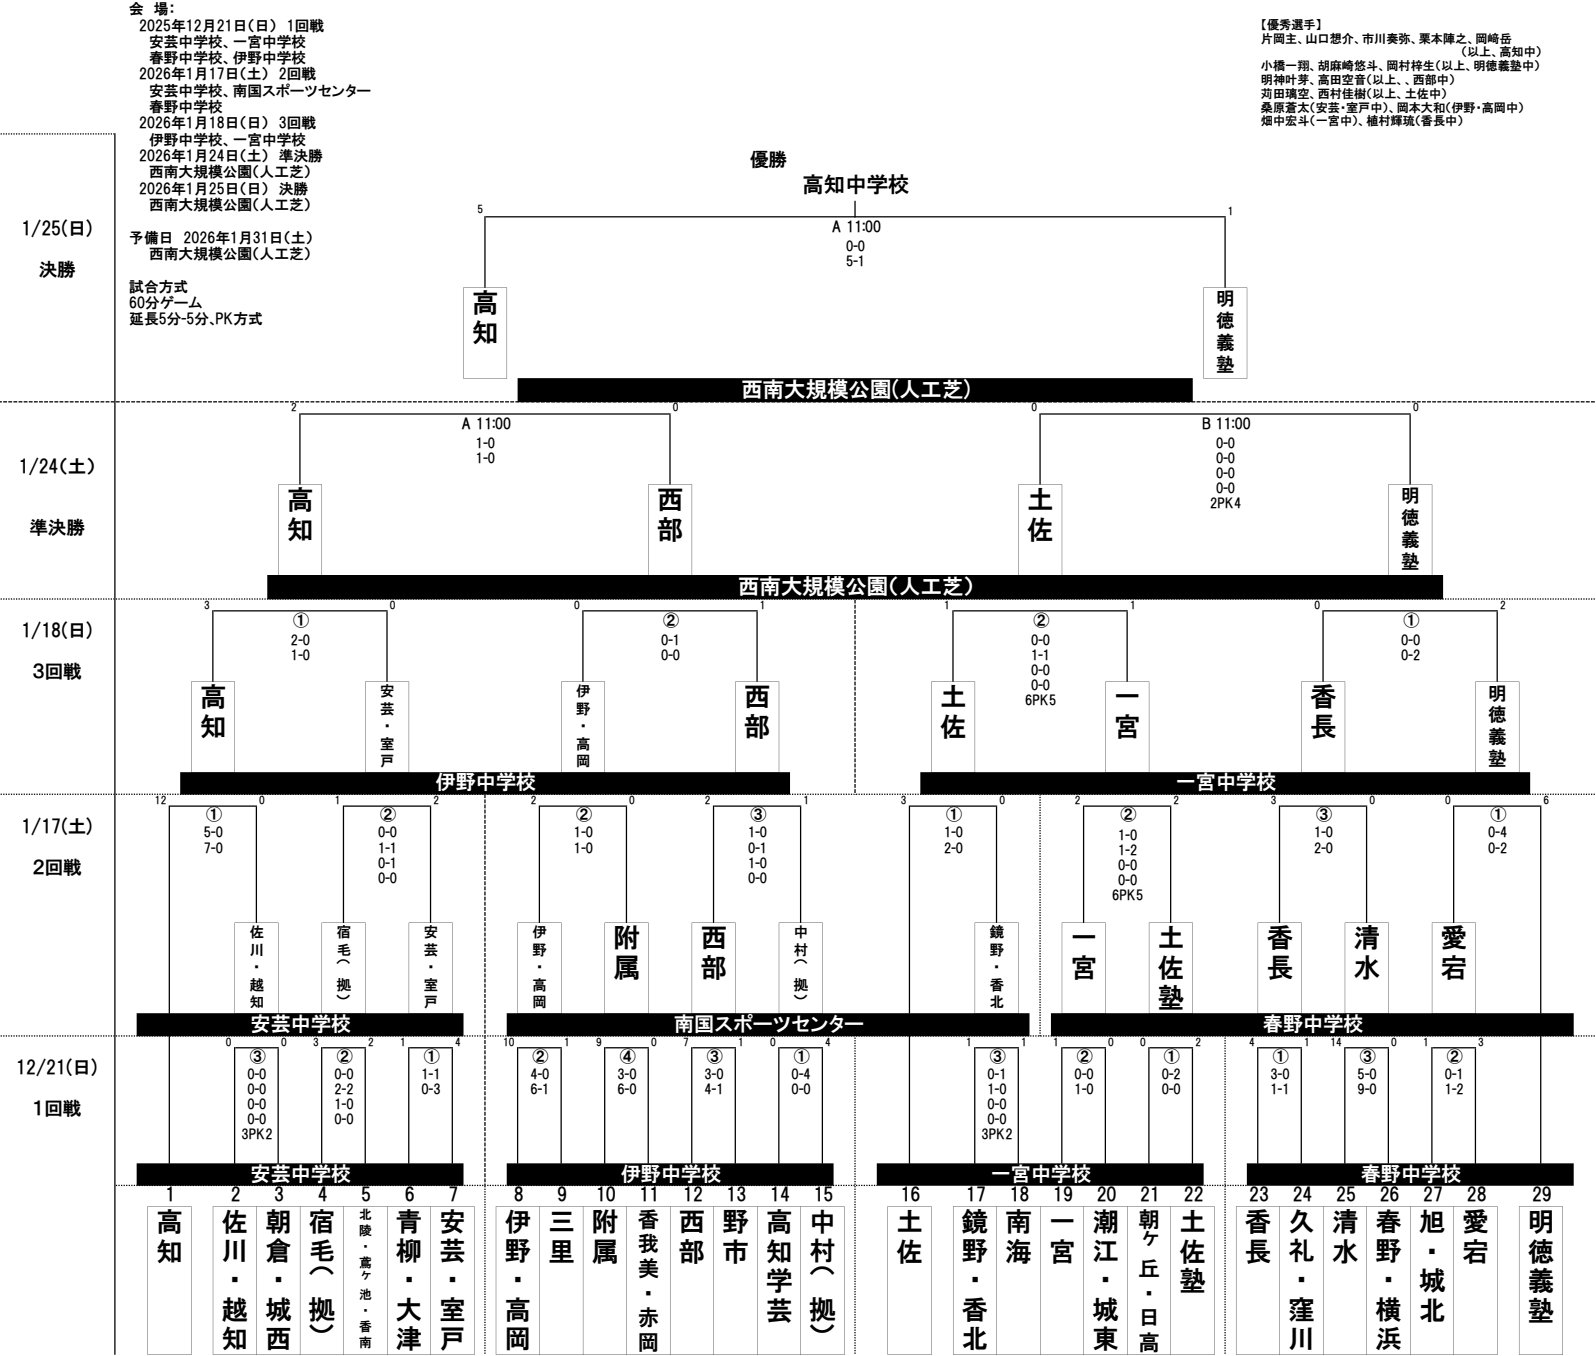 会 場:
2025年12月21日(日) 1回戦
安芸中学校、一宮中学校
春野中学校、伊野中学校
2026年1月17日(土) 2回戦
安芸中学校、南国スポーツセンター
春野中学校
2026年1月18日(日) 3回戦
伊野中学校、一宮中学校
2026年1月24日(土) 準決勝
西南大規模公園(人工芝)
2026年1月25日(日) 決勝
西南大規模公園(人工芝)
予備日 2026年1月31日(土)
西南大規模公園(人工芝)
試合方式
60分ゲーム
延長5分-5分、PK方式
【優秀選手】
片岡主、山口想介、市川奏弥、栗本陣之、岡﨑岳
(以上、高知中)
小橋一翔、胡麻崎悠斗、岡村梓生(以上、明徳義塾中)
明神叶芽、高田空音(以上、、西部中)
苅田璃空、西村佳樹(以上、土佐中)
桑原蒼太(安芸・室戸中)、岡本大和(伊野・高岡中)
畑中宏斗(一宮中)、植村輝琉(香長中)
優勝
高知中学校
1/25(日)
決勝
5 1
A 11:00
0-0
5-1
高知 明徳義塾
西南大規模公園(人工芝)
1/24(土)
準決勝
2 0 0 0
A 11:00
1-0
1-0
B 11:00
0-0
0-0
0-0
0-0
2PK4
高知 西部 土佐 明徳義塾
西南大規模公園(人工芝)
1/18(日)
3回戦
3 0 0 1 1 1 0 2
①
2-0
1-0
②
0-1
0-0
②
0-0
1-1
0-0
0-0
6PK5
①
0-0
0-2
高知 安芸・室戸 伊野・高岡 西部 土佐 一宮 香長 明徳義塾
伊野中学校 一宮中学校
1/17(土)
2回戦
12 0 1 2 2 0 2 1 3 0 2 2 3 0 0 6
①
5-0
7-0
②
0-0
1-1
0-1
0-0
②
1-0
1-0
③
1-0
0-1
1-0
0-0
①
1-0
2-0
②
1-0
1-2
0-0
0-0
6PK5
③
1-0
2-0
①
0-4
0-2
佐川・越知 宿毛(拠) 安芸・室戸 伊野・高岡 附属 西部 中村(拠) 鏡野・香北 一宮 土佐塾 香長 清水 愛宕
安芸中学校 南国スポーツセンター 春野中学校
12/21(日)
1回戦
0 0 3 2 1 4 10 1 9 0 7 1 0 4 1 1 1 0 0 2 4 1 14 0 1 3
③
0-0
0-0
0-0
0-0
3PK2
②
0-0
2-2
1-0
0-0
①
1-1
0-3
②
4-0
6-1
④
3-0
6-0
③
3-0
4-1
①
0-4
0-0
③
0-1
1-0
0-0
0-0
3PK2
②
0-0
1-0
①
0-2
0-0
①
3-0
1-1
③
5-0
9-0
②
0-1
1-2
安芸中学校 伊野中学校 一宮中学校 春野中学校
1 2 3 4 5 6 7 8 9 10 11 12 13 14 15 16 17 18 19 20 21 22 23 24 25 26 27 28 29
高知
佐川・越知
朝倉・城西
宿毛(拠)
北陵・鳶ヶ池・香南
青柳・大津
安芸・室戸
伊野・高岡
三里
附属
香我美・赤岡
西部
野市
高知学芸
中村(拠)
土佐
鏡野・香北
南海
一宮
潮江・城東
朝ヶ丘・日高
土佐塾
香長
久礼・窪川
清水
春野・横浜
旭・城北
愛宕
明徳義塾